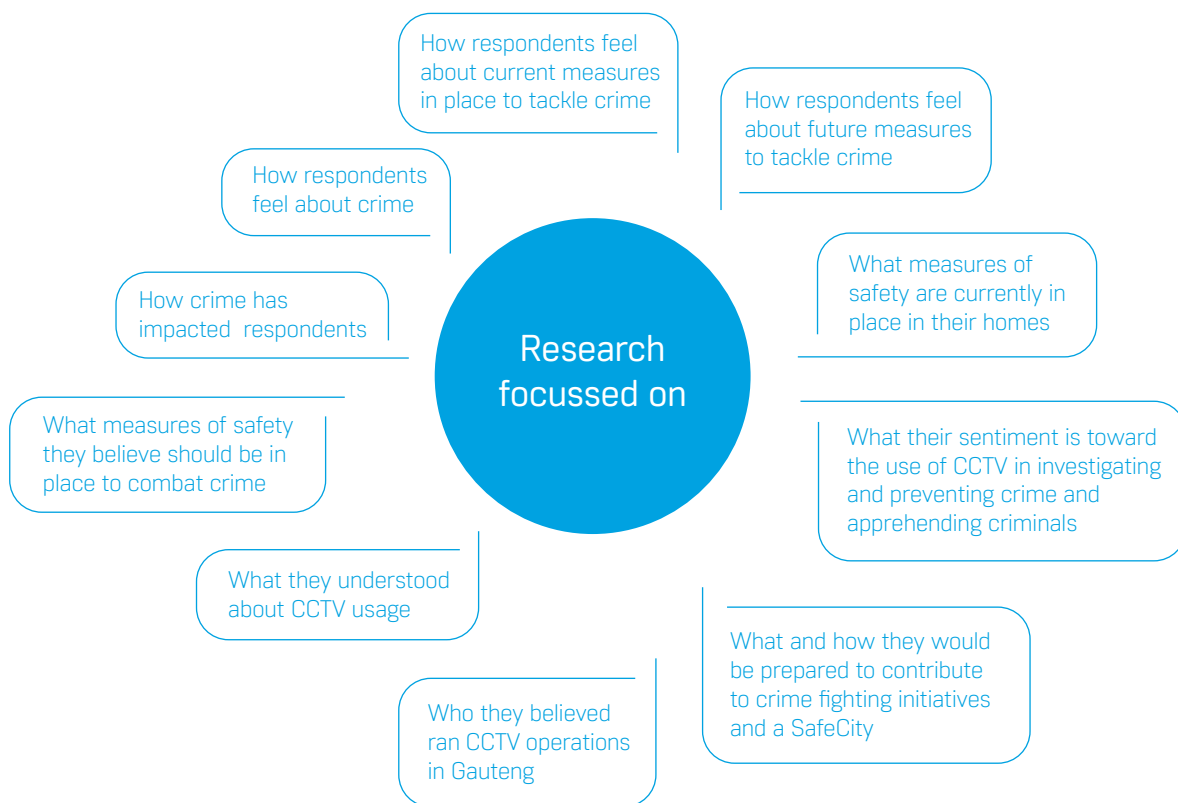 How respondents feel
about current measures
in place to tackle crime
How respondents feel
about future measures
to tackle crime
How respondents
feel about crime
What measures of
safety are currently in
place in their homes
How crime has
impacted respondents
Research
focussed on
What measures of safety
they believe should be in
place to combat crime
What their sentiment is toward
the use of CCTV in investigating
and preventing crime and
apprehending criminals
What they understood
about CCTV usage
What and how they would
be prepared to contribute
to crime fighting initiatives
and a SafeCity
Who they believed
ran CCTV operations
in Gauteng